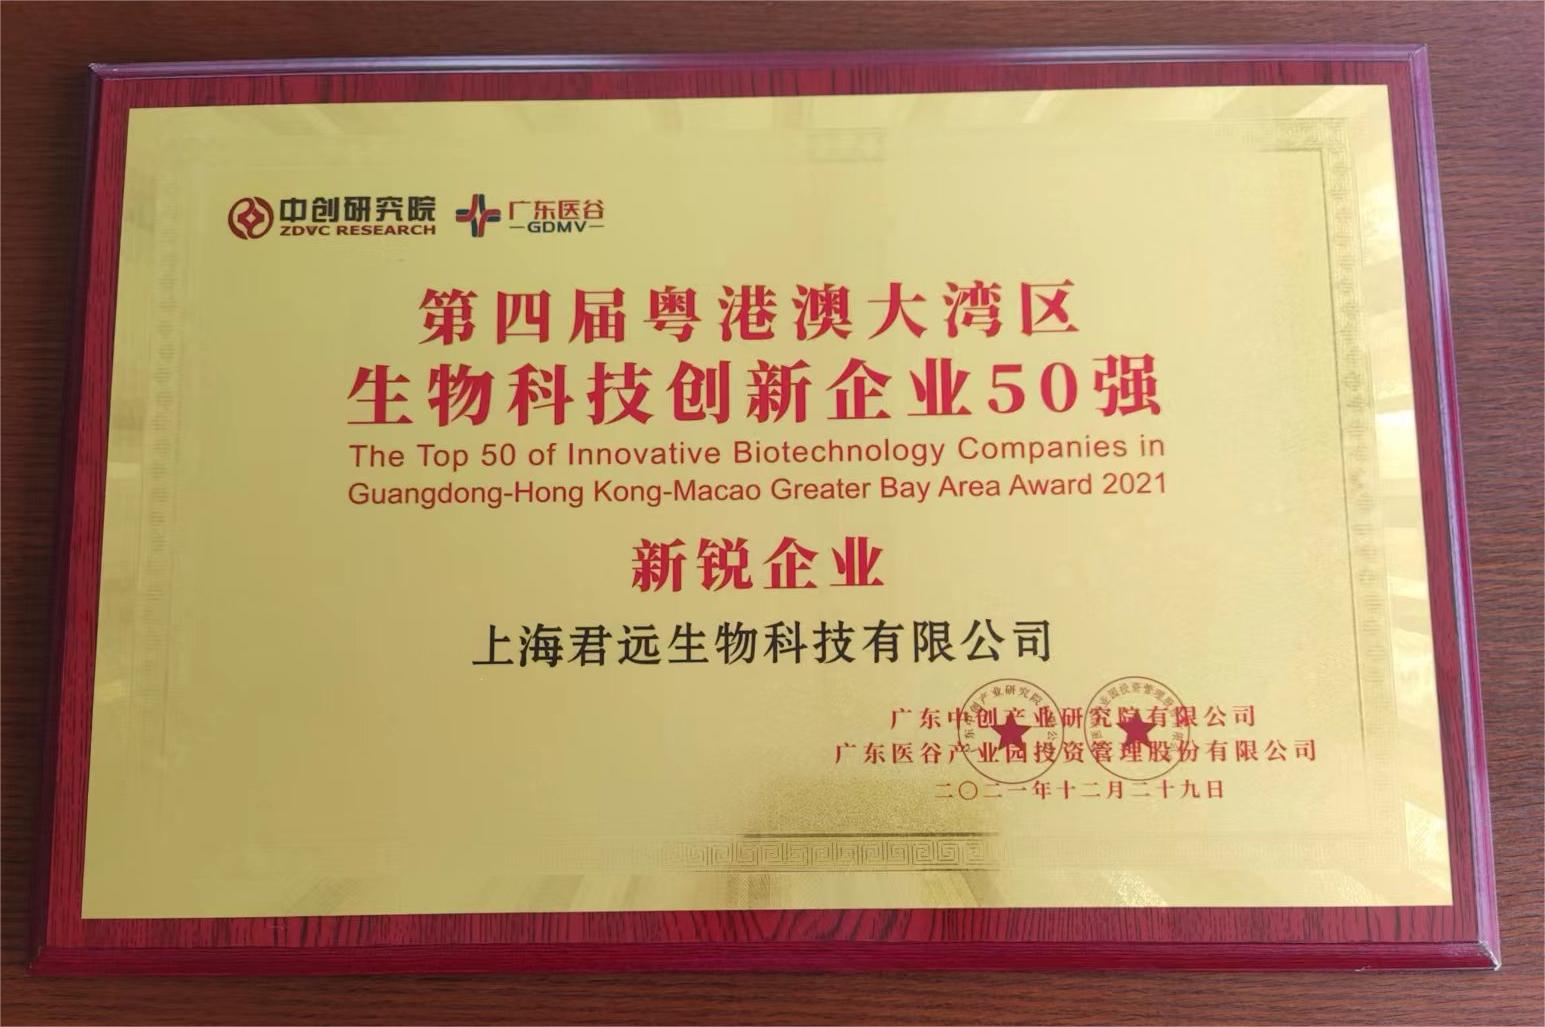 中创研究院 广东医谷
ZDVC RESEARCH —GDMV—
第四届粤港澳大湾区
生物科技创新企业50强
The Top 50 of Innovative Biotechnology Companies in
Guangdong-Hong Kong-Macao Greater Bay Area Award 2021
新锐企业
上海君远生物科技有限公司
广东中创产业研究院有限公司
广东医谷产业园投资管理股份有限公司
二〇二一年十二月二十九日